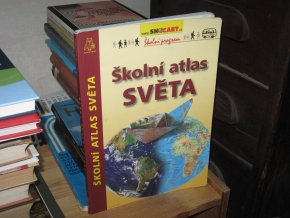 SHOCART
Školní program
Školní atlas
SVĚTA
ŠKOLNÍ ATLAS SVĚTA